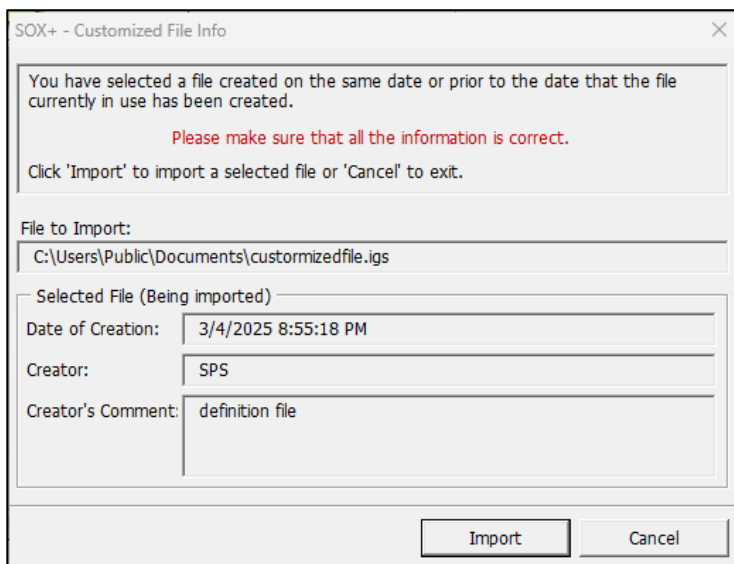 SOX+ - Customized File Info
You have selected a file created on the same date or prior to the date that the file
currently in use has been created.
Please make sure that all the information is correct.
Click 'Import' to import a selected file or 'Cancel' to exit.
File to Import:
C:\Users\Public\Documents\custormizedfile.igs
Selected File (Being imported)
Date of Creation: 3/4/2025 8:55:18 PM
Creator: SPS
Creator's Comment: definition file
Import Cancel